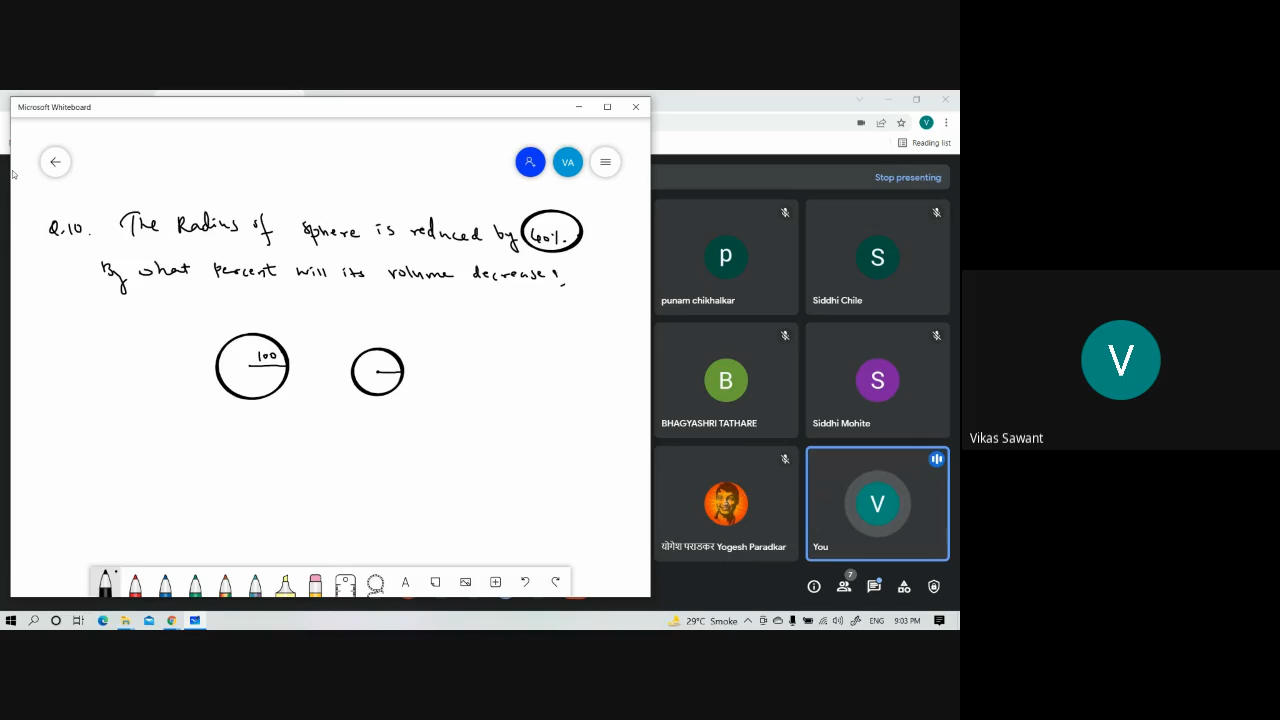 Microsoft Whiteboard
Reading list
VA
Stop presenting
Q.10. The Radius of sphere is reduced by 60%.
By what percent will its volume decrease?
100
p
punam chikhalkar
S
Siddhi Chile
B
BHAGYASHRI TATHARE
S
Siddhi Mohite
योगेश पराडकर Yogesh Paradkar
V
You
V
Vikas Sawant
A
7
29°C Smoke
ENG
9:03 PM